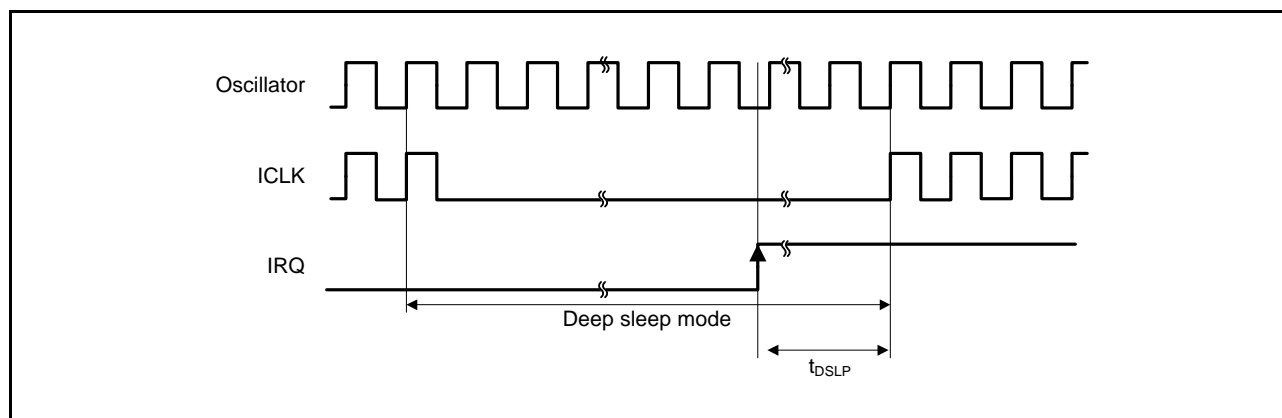 Oscillator
ICLK
IRQ
Deep sleep mode
tDSLP